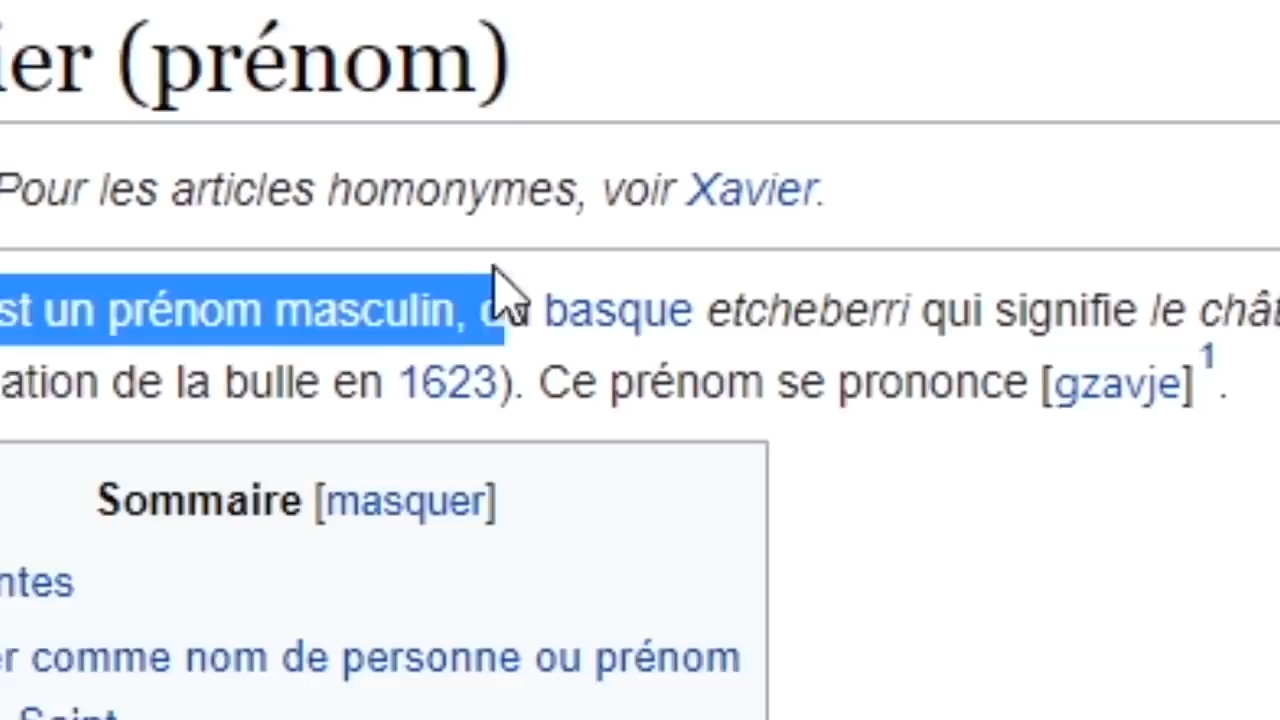 ier (prénom)
Pour les articles homonymes, voir Xavier.
st un prénom masculin, basque etcheberri qui signifie le chât
ation de la bulle en 1623). Ce prénom se prononce [gzavje]1.
Sommaire [masquer]
ntes
er comme nom de personne ou prénom
Saint